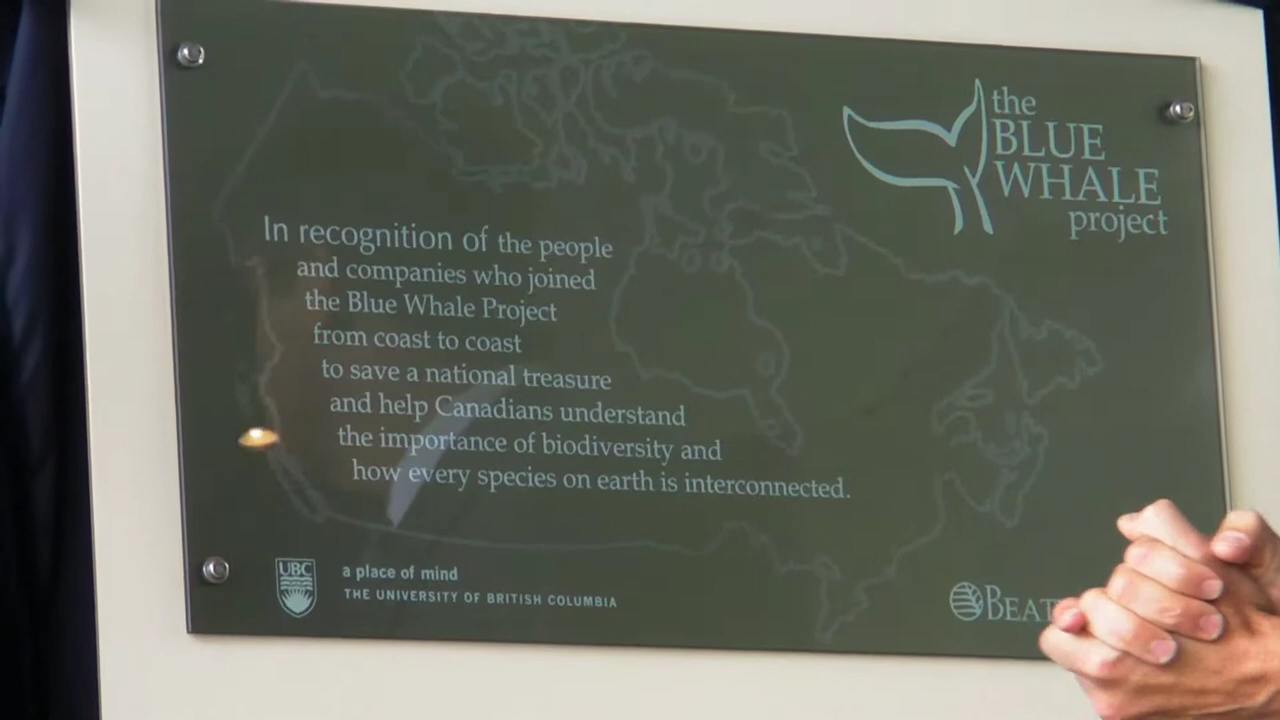 the
BLUE
WHALE
project
In recognition of the people
and companies who joined
the Blue Whale Project
from coast to coast
to save a national treasure
and help Canadians understand
the importance of biodiversity and
how every species on earth is interconnected.
UBC
a place of mind
THE UNIVERSITY OF BRITISH COLUMBIA